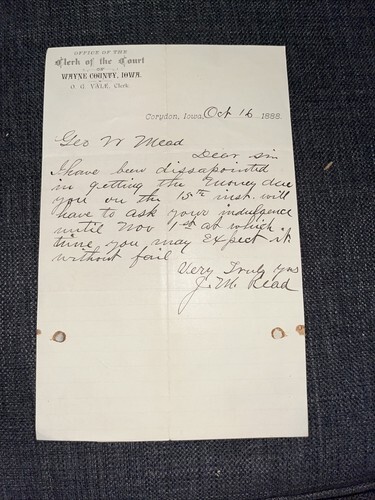 OFFICE OF THE
Clerk of the Court
OF
WAYNE COUNTY, IOWA.
O. G. VALE, Clerk.
Corydon, Iowa, Oct 16 1888.
Geo W Mead
Dear sir
I have been dissapointed
in getting the money due
you on the 15th inst. will
have to ask your indulgence
until Nov 1st at which
time you may Expect it
without fail
Very Truly yrs
J. M. Read